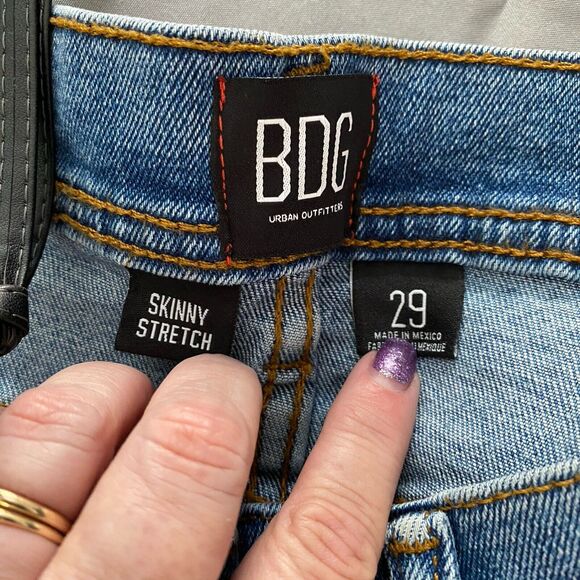 BDG
URBAN OUTFITTERS
SKINNY
STRETCH
29
MADE IN MEXICO